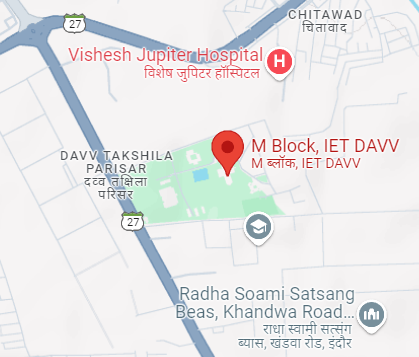 CHITAWAD
चितावाद
27
Vishesh Jupiter Hospital
विशेष जुपिटर हॉस्पिटल
H
M Block, IET DAVV
M ब्लॉक, IET DAVV
DAVV TAKSHILA
PARISAR
दव्व तक्षिला
परिसर
27
Radha Soami Satsang
Beas, Khandwa Road...
राधा स्वामी सत्संग
ब्यास, खंडवा रोड, इंदौर